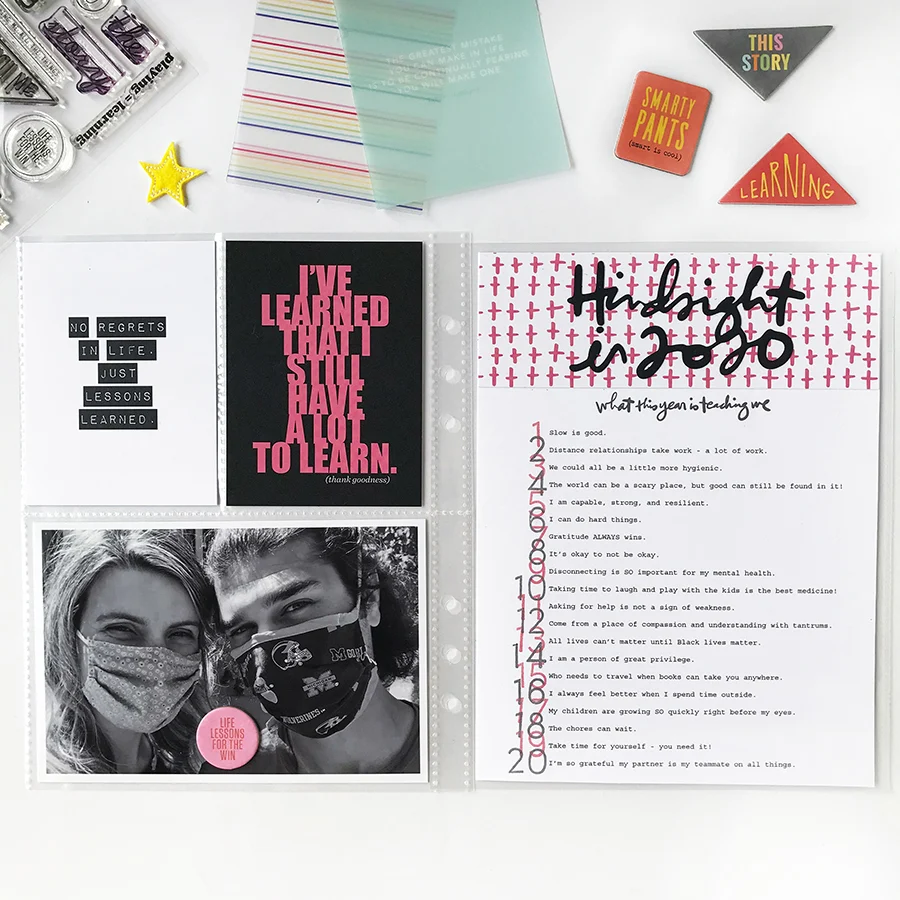 story
the
playing = learning
LIFE
LESSONS
FOR THE
WIN
THE GREATEST MISTAKE
YOU CAN MAKE IN LIFE
IS TO BE CONTINUALLY FEARING
YOU WILL MAKE ONE.
SMARTY
PANTS
(smart is cool)
THIS
STORY
LEARNING
NO REGRETS
IN LIFE.
JUST
LESSONS
LEARNED.
I'VE
LEARNED
THAT I
STILL
HAVE
A LOT
TO LEARN.
(thank goodness)
Hindsight
is 2020
what this year is teaching me
1 Slow is good.
2 Distance relationships take work - a lot of work.
3 We could all be a little more hygienic.
4 The world can be a scary place, but good can still be found in it!
5 I am capable, strong, and resilient.
6 I can do hard things.
7 Gratitude ALWAYS wins.
8 It's okay to not be okay.
9 Disconnecting is SO important for my mental health.
10 Taking time to laugh and play with the kids is the best medicine!
11 Asking for help is not a sign of weakness.
12 Come from a place of compassion and understanding with tantrums.
13 All lives can't matter until Black lives matter.
14 I am a person of great privilege.
15 Who needs to travel when books can take you anywhere.
16 I always feel better when I spend time outside.
17 My children are growing SO quickly right before my eyes.
18 The chores can wait.
19 Take time for yourself - you need it!
20 I'm so grateful my partner is my teammate on all things.
M
WOLVERINES
LIFE
LESSONS
FOR THE
WIN